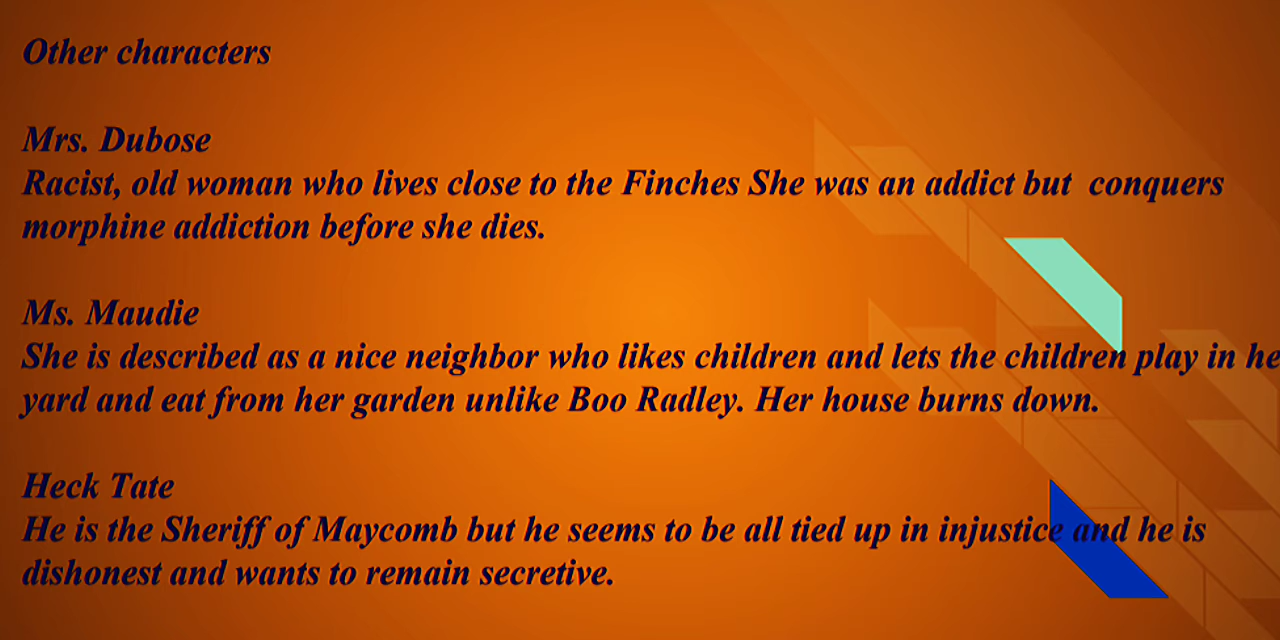 Other characters
Mrs. Dubose
Racist, old woman who lives close to the Finches She was an addict but  conquers
morphine addiction before she dies.
Ms. Maudie
She is described as a nice neighbor who likes children and lets the children play in he
yard and eat from her garden unlike Boo Radley. Her house burns down.
Heck Tate
He is the Sheriff of Maycomb but he seems to be all tied up in injustice and he is
dishonest and wants to remain secretive.